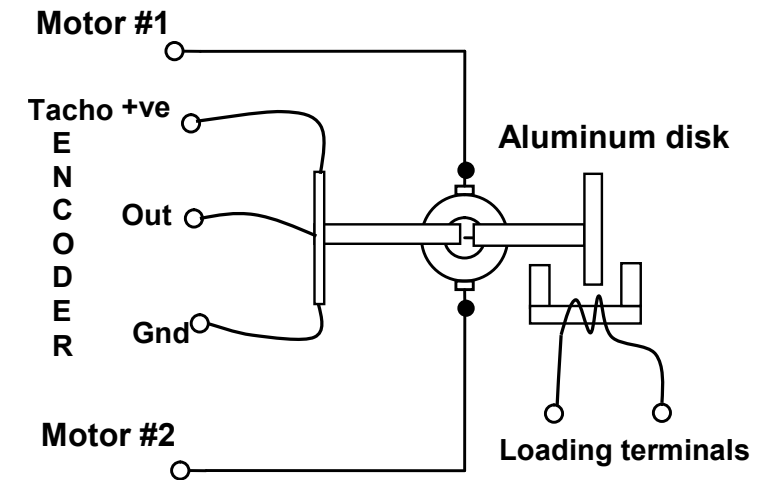 Motor #1
Tacho +ve
Aluminum disk
E
N
C
O
D
E
R
Out
Gnd
Motor #2
Loading terminals